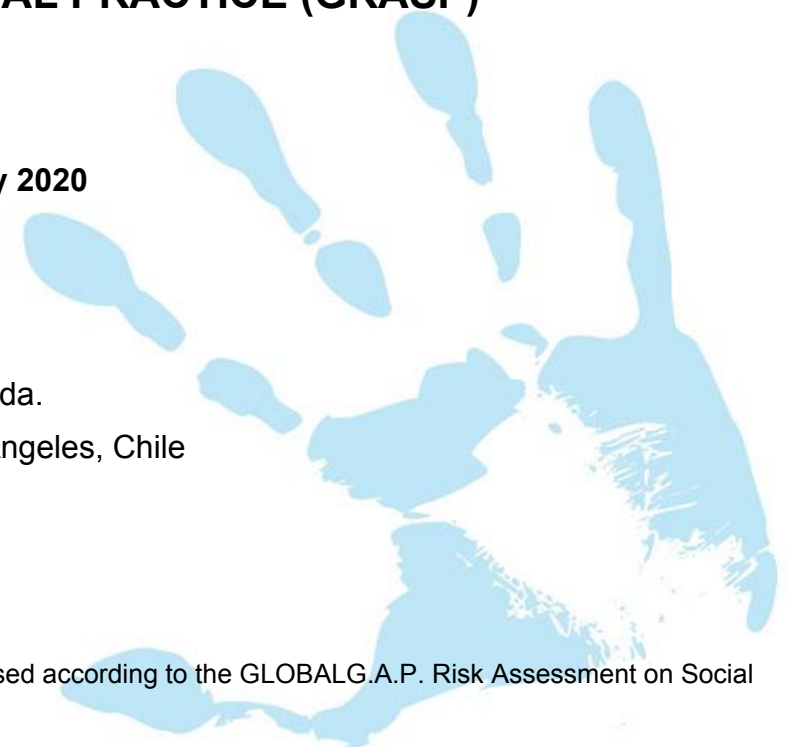 AL PRACTICE (GRASP)
y 2020
da.
ngeles, Chile
sed according to the GLOBALG.A.P. Risk Assessment on Social